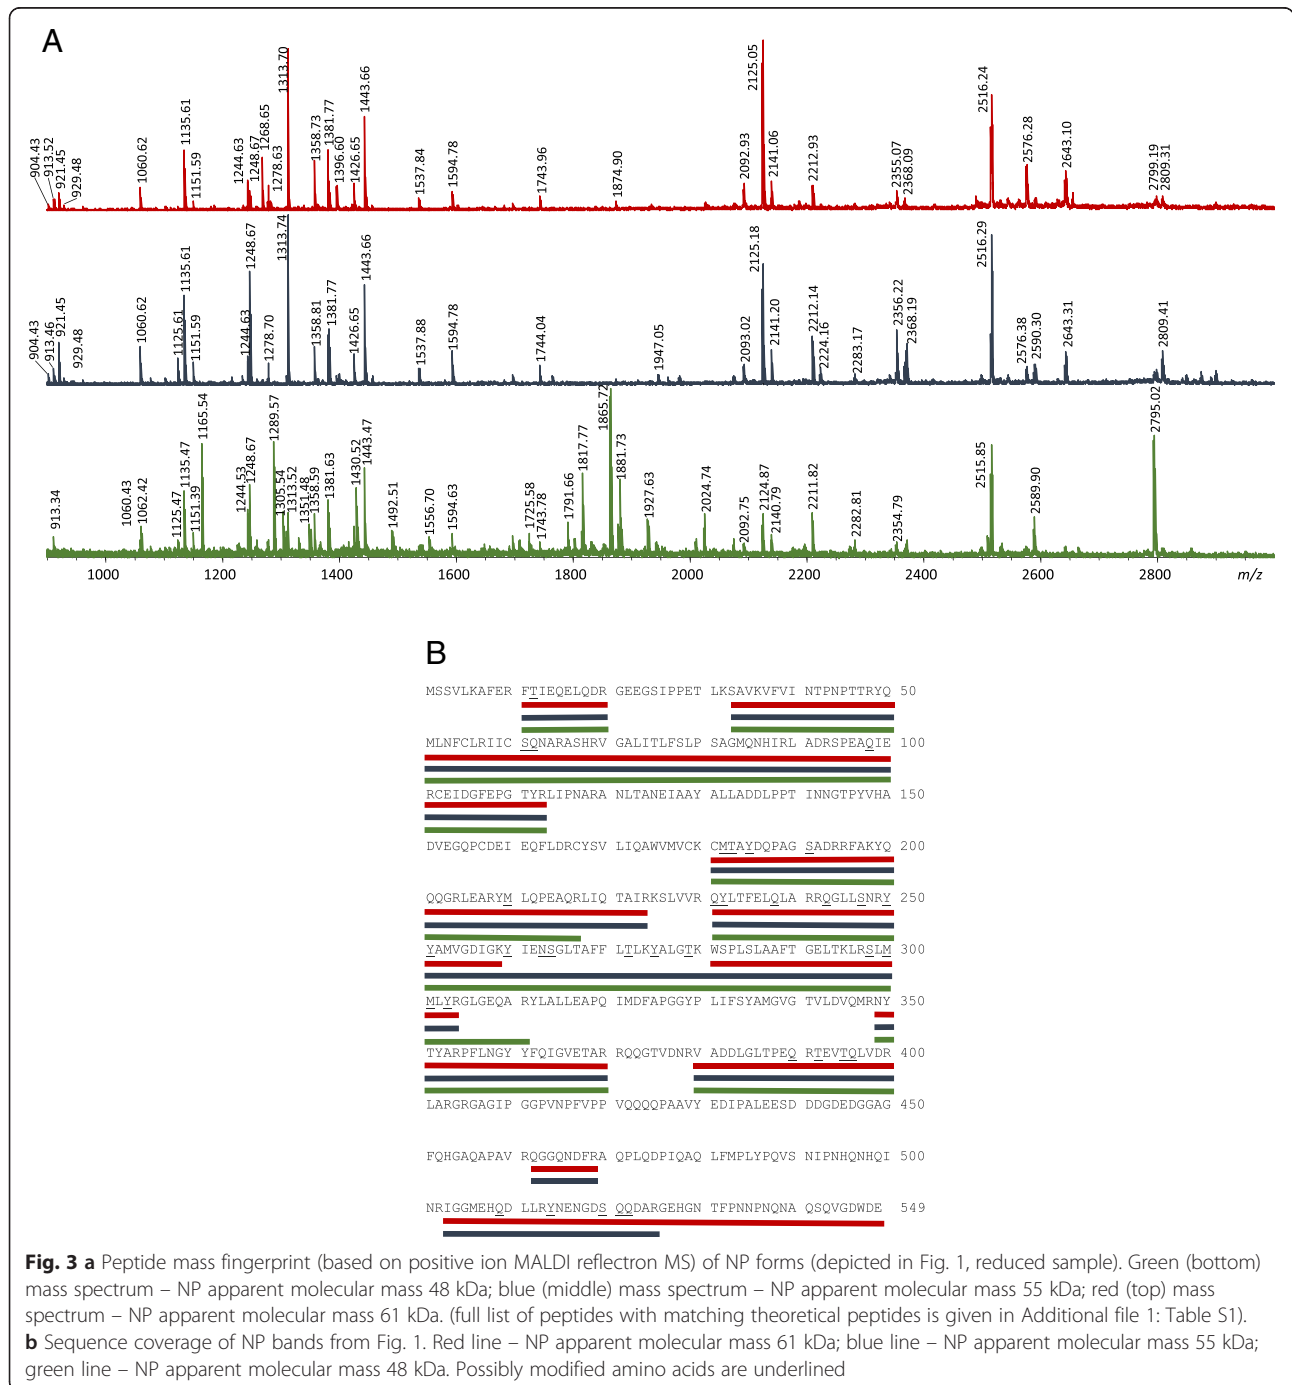 A
904.43 913.52 921.45 929.48 1060.62 1135.61 1151.59 1244.63 1248.67 1268.65 1278.63 1313.70 1358.73 1381.77 1396.60 1426.65 1443.66 1537.84 1594.78 1743.96 1874.90 2092.93 2125.05 2141.06 2212.93 2355.07 2368.09 2516.24 2576.28 2643.10 2799.19 2809.31
904.43 913.46 921.45 929.48 1060.62 1125.61 1135.61 1151.59 1244.63 1248.67 1278.70 1313.74 1358.81 1381.77 1426.65 1443.66 1537.88 1594.78 1744.04 1947.05 2093.02 2125.18 2141.20 2212.14 2224.16 2283.17 2356.22 2368.19 2516.29 2576.38 2590.30 2643.31 2809.41
913.34 1060.43 1062.42 1125.47 1135.47 1151.39 1165.54 1244.53 1248.67 1289.57 1305.54 1313.52 1351.48 1358.59 1381.63 1430.52 1443.47 1492.51 1556.70 1594.63 1725.58 1743.78 1791.66 1817.77 1865.72 1881.73 1927.63 2024.74 2092.75 2124.87 2140.79 2211.82 2282.81 2354.79 2515.85 2589.90 2795.02
1000 1200 1400 1600 1800 2000 2200 2400 2600 2800 m/z
B
MSSVLKAFER FTIEQELQDR GEEGSIPPET LKSAVKVFVI NTPNPTTRYQ 50
MLNFCLRIIC SQNARASHRV GALITLFSLP SAGMQNHIRL ADRSPEAQIE 100
RCEIDGFEPG TYRLIPNARA NLTANEIAAY ALLADDLPPT INNGTPYVHA 150
DVEGQPCDEI EQFLDRCYSV LIQAWVMVCK CMTAYDQPAG SADRRFAKYQ 200
QQGRLEARYM LQPEAQRLIQ TAIRKSLVVR QYLTFELQLA RRQGLLSNRY 250
YAMVGDIGKY IENSGLTAFF LTLKYALGTK WSPLSLAAFT GELTKLRSLM 300
MLYRGLGEQA RYLALLEAPQ IMDFAPGGYP LIFSYAMGVG TVLDVQMRNY 350
TYARPFLNGY YFQIGVETAR RQQGTVDNRV ADDLGLTPEQ RTEVTQLVDR 400
LARGRGAGIP GGPVNPFVPP VQQQQPAAVY EDIPALEESD DDGDEDGGAG 450
FQHGAQAPAV RQGGQNDFRA QPLQDPIQAQ LFMPLYPQVS NIPNHQNHQI 500
NRIGGMEHQD LLRYNENGDS QQDARGEHGN TFPNNPNQNA QSQVGDWDE 549
Fig. 3 a Peptide mass fingerprint (based on positive ion MALDI reflectron MS) of NP forms (depicted in Fig. 1, reduced sample). Green (bottom)
mass spectrum – NP apparent molecular mass 48 kDa; blue (middle) mass spectrum – NP apparent molecular mass 55 kDa; red (top) mass
spectrum – NP apparent molecular mass 61 kDa. (full list of peptides with matching theoretical peptides is given in Additional file 1: Table S1).
b Sequence coverage of NP bands from Fig. 1. Red line – NP apparent molecular mass 61 kDa; blue line – NP apparent molecular mass 55 kDa;
green line – NP apparent molecular mass 48 kDa. Possibly modified amino acids are underlined